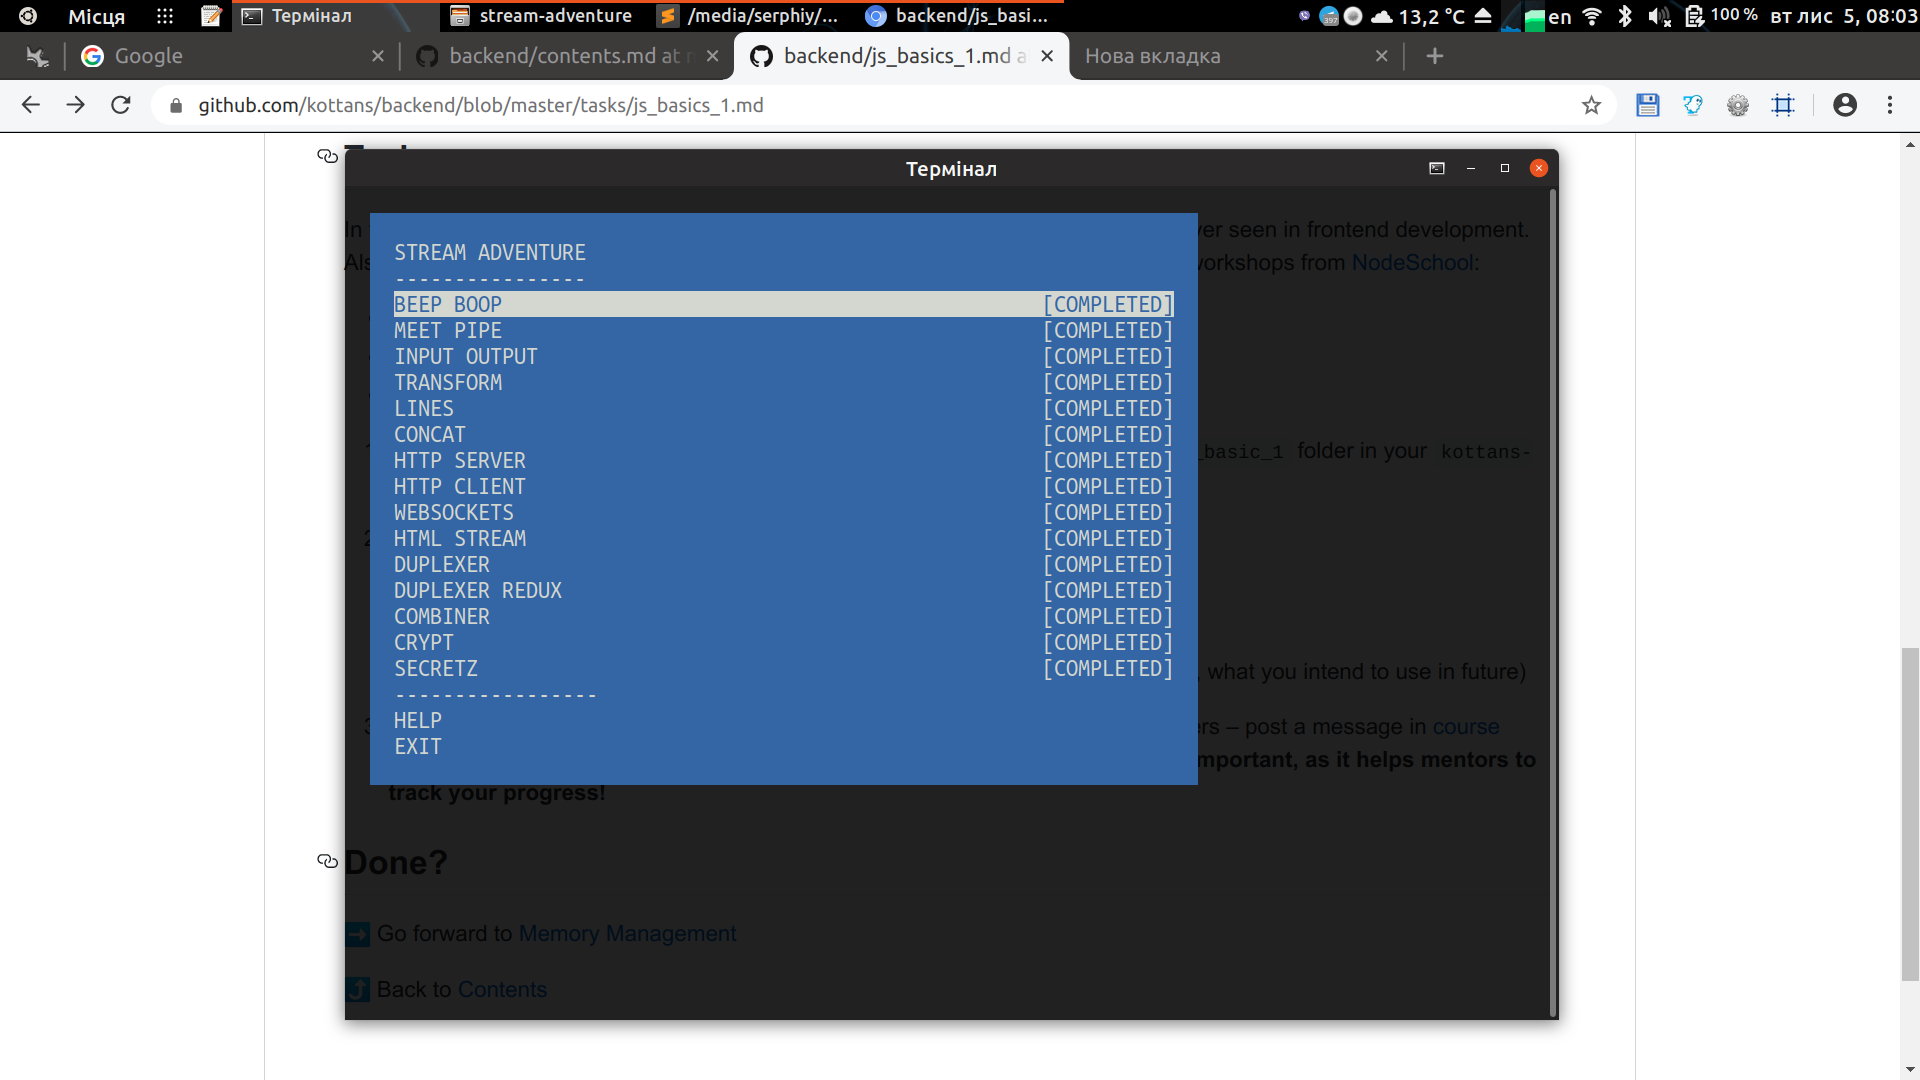 Місця
Термінал
stream-adventure
/media/serphiy/...
backend/js_basi...
397
13,2 °C
en
100 %
вт лис 5, 08:03
Google
backend/contents.md at
backend/js_basics_1.md a
Нова вкладка
github.com/kottans/backend/blob/master/tasks/js_basics_1.md
Термінал
In
ver seen in frontend development.
Als
workshops from NodeSchool:
STREAM ADVENTURE
----------------
BEEP BOOP [COMPLETED]
MEET PIPE [COMPLETED]
INPUT OUTPUT [COMPLETED]
TRANSFORM [COMPLETED]
LINES [COMPLETED]
CONCAT [COMPLETED]
HTTP SERVER [COMPLETED]
HTTP CLIENT [COMPLETED]
WEBSOCKETS [COMPLETED]
HTML STREAM [COMPLETED]
DUPLEXER [COMPLETED]
DUPLEXER REDUX [COMPLETED]
COMBINER [COMPLETED]
CRYPT [COMPLETED]
SECRETZ [COMPLETED]
-----------------
HELP
EXIT
_basic_1 folder in your kottans-
, what you intend to use in future)
rs – post a message in course
mportant, as it helps mentors to
track your progress!
Done?
Go forward to Memory Management
Back to Contents